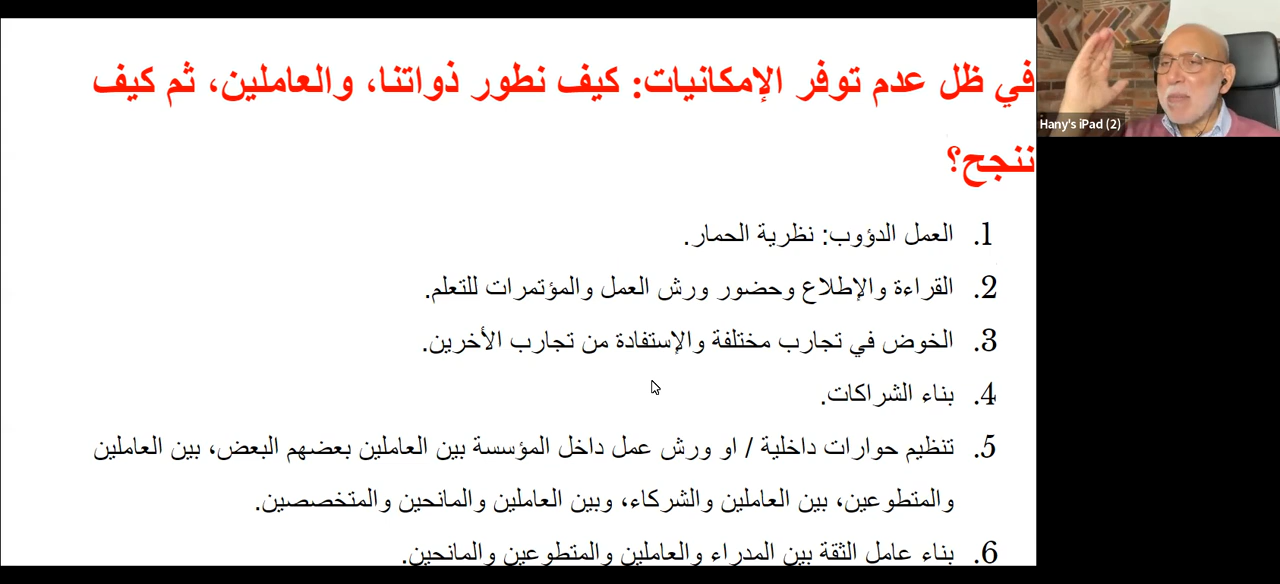 في ظل عدم توفر الإمكانيات: كيف نطور ذواتنا، والعاملين، ثم كيف
ننجح؟
1. العمل الدؤوب: نظرية الحمار.
2. القراءة والإطلاع وحضور ورش العمل والمؤتمرات للتعلم.
3. الخوض في تجارب مختلفة والإستفادة من تجارب الأخرين.
4. بناء الشراكات.
5. تنظيم حوارات داخلية / او ورش عمل داخل المؤسسة بين العاملين بعضهم البعض، بين العاملين
والمتطوعين، بين العاملين والشركاء، وبين العاملين والمانحين والمتخصصين.
6. بناء عامل الثقة بين المدراء والعاملين والمتطوعين والمانحين.
Hany's iPad (2)